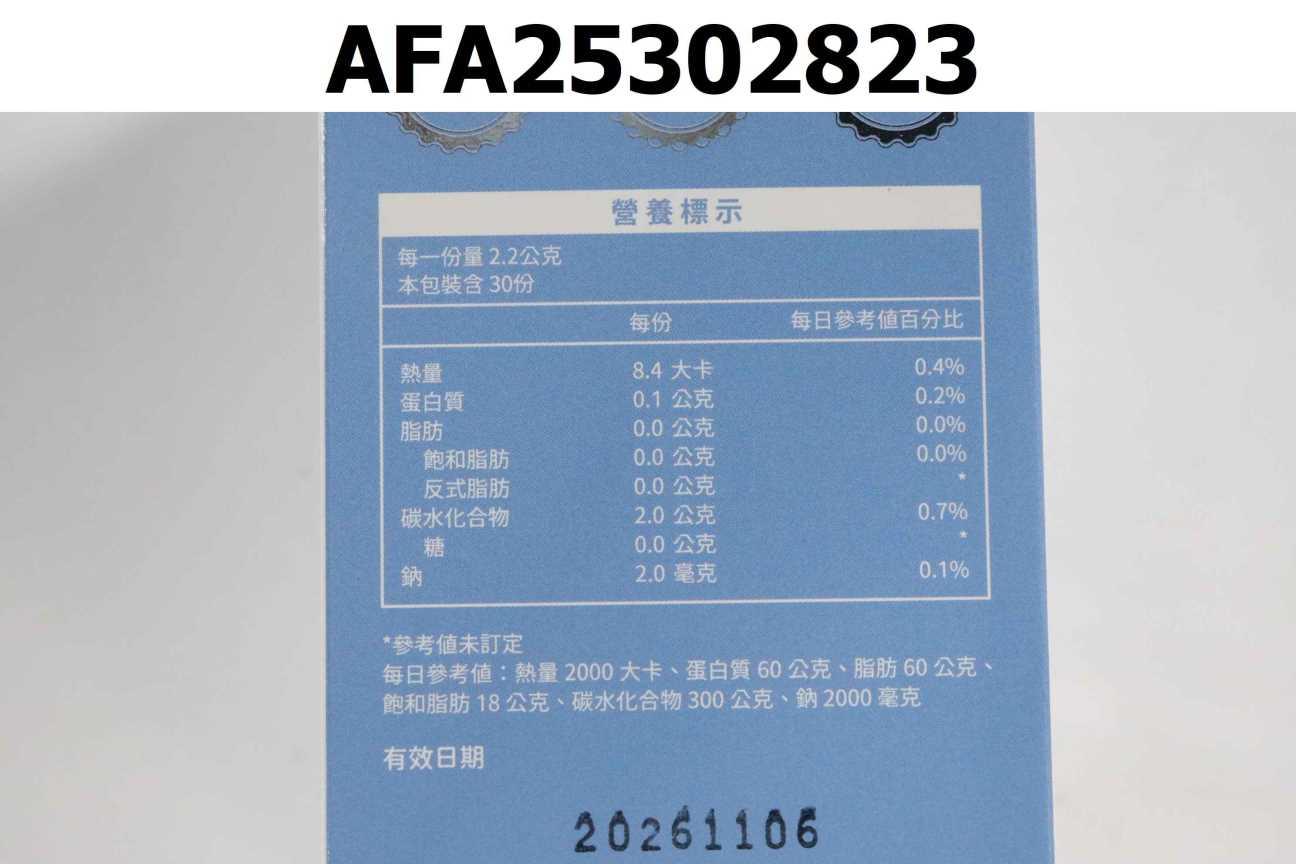 AFA25302823
營養標示
每一份量 2.2公克
本包裝含 30份
每份 每日參考值百分比
熱量 8.4 大卡 0.4%
蛋白質 0.1 公克 0.2%
脂肪 0.0 公克 0.0%
飽和脂肪 0.0 公克 0.0%
反式脂肪 0.0 公克 *
碳水化合物 2.0 公克 0.7%
糖 0.0 公克 *
鈉 2.0 毫克 0.1%
*參考值未訂定
每日參考值：熱量 2000 大卡、蛋白質 60 公克、脂肪 60 公克、
飽和脂肪 18 公克、碳水化合物 300 公克、鈉 2000 毫克
有效日期
20261106